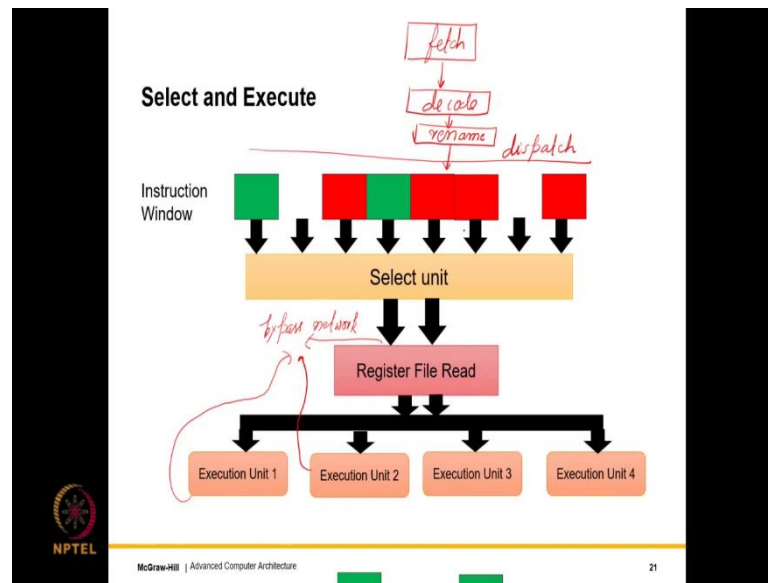 fetch
decode
rename
dispatch
Select and Execute
Instruction
Window
Select unit
bypass network
Register File Read
Execution Unit 1
Execution Unit 2
Execution Unit 3
Execution Unit 4
NPTEL
McGraw-Hill | Advanced Computer Architecture
21